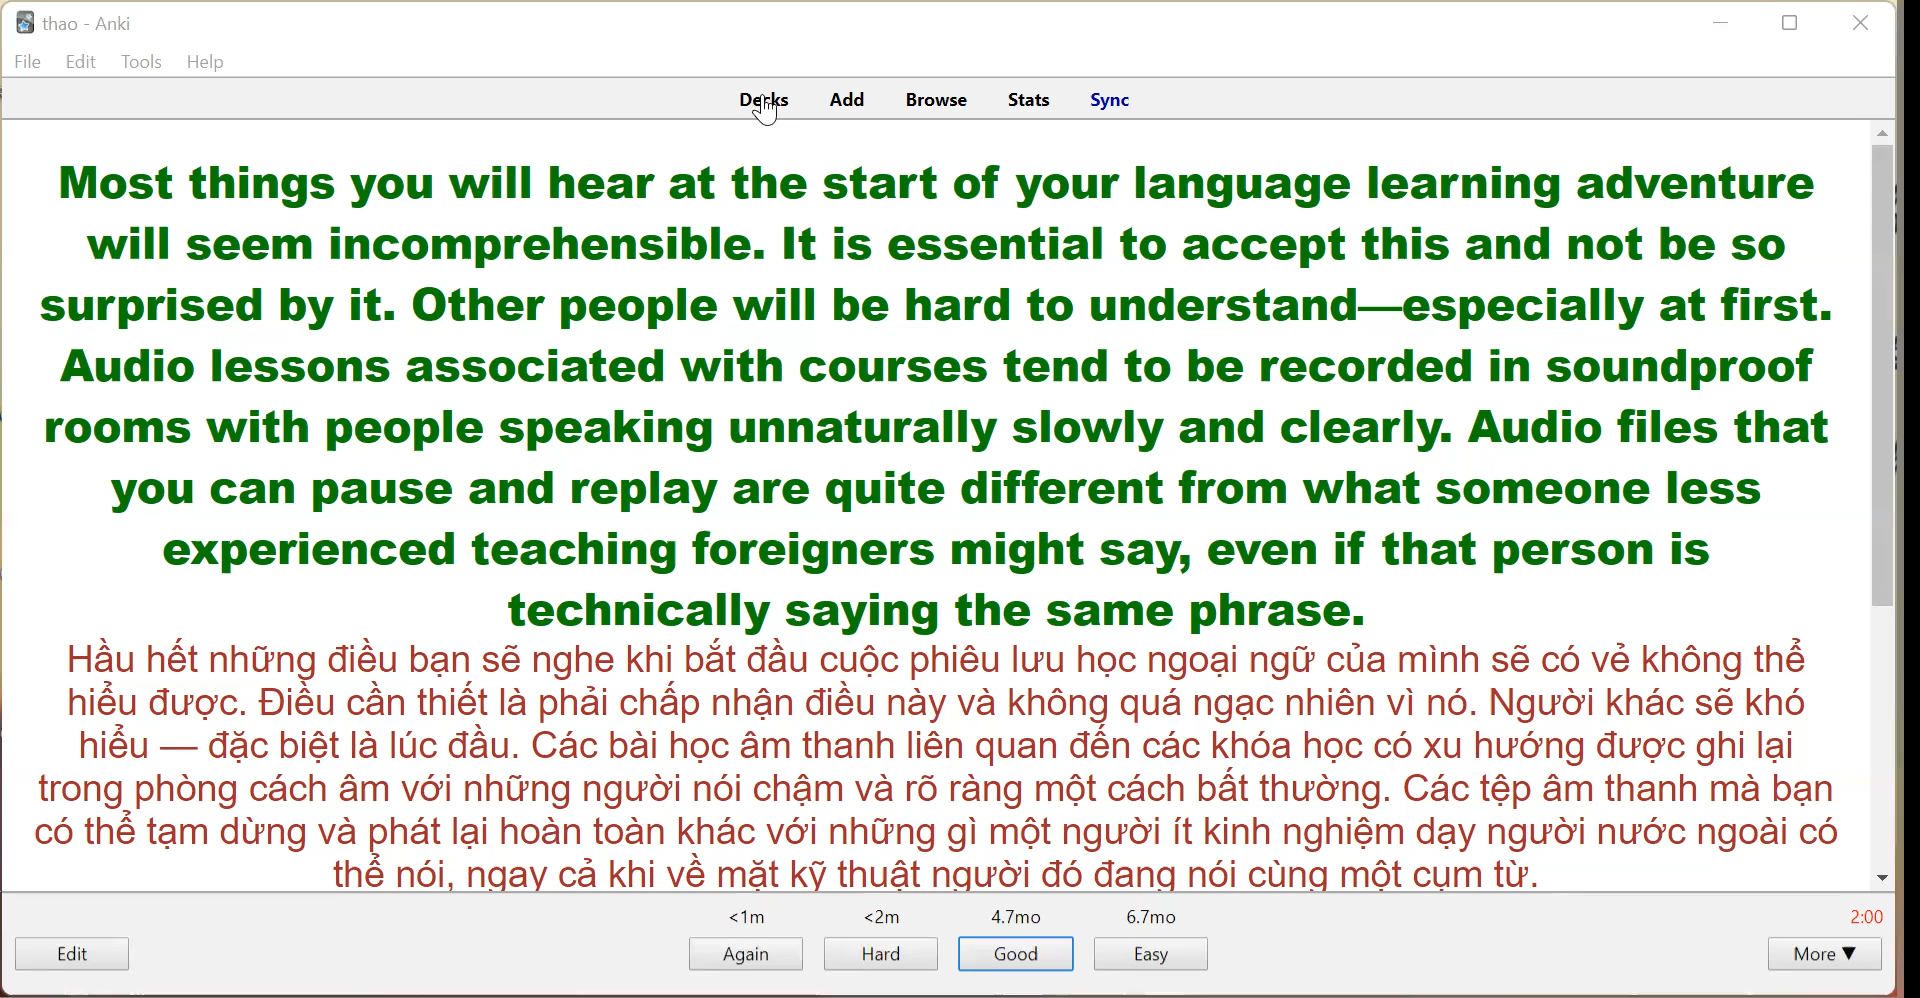 thao - Anki
File Edit Tools Help
Decks Add Browse Stats Sync
Most things you will hear at the start of your language learning adventure
will seem incomprehensible. It is essential to accept this and not be so
surprised by it. Other people will be hard to understand—especially at first.
Audio lessons associated with courses tend to be recorded in soundproof
rooms with people speaking unnaturally slowly and clearly. Audio files that
you can pause and replay are quite different from what someone less
experienced teaching foreigners might say, even if that person is
technically saying the same phrase.
Hầu hết những điều bạn sẽ nghe khi bắt đầu cuộc phiêu lưu học ngoại ngữ của mình sẽ có vẻ không thể
hiểu được. Điều cần thiết là phải chấp nhận điều này và không quá ngạc nhiên vì nó. Người khác sẽ khó
hiểu — đặc biệt là lúc đầu. Các bài học âm thanh liên quan đến các khóa học có xu hướng được ghi lại
trong phòng cách âm với những người nói chậm và rõ ràng một cách bất thường. Các tệp âm thanh mà bạn
có thể tạm dừng và phát lại hoàn toàn khác với những gì một người ít kinh nghiệm dạy người nước ngoài có
thể nói, ngay cả khi về mặt kỹ thuật người đó đang nói cùng một cụm từ.
<1m <2m 4.7mo 6.7mo 2:00
Edit Again Hard Good Easy More ▼